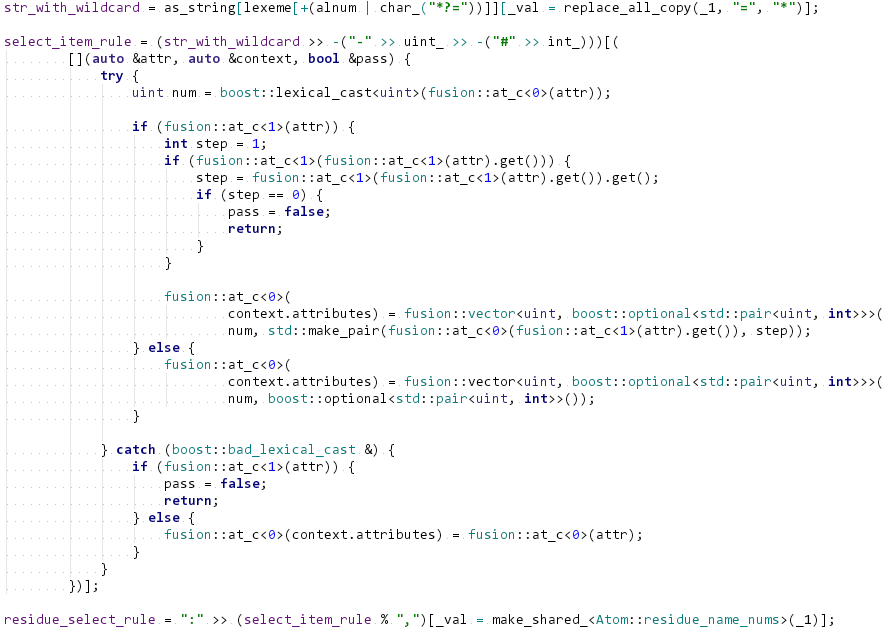 str_with_wildcard = as_string[lexeme[+(alnum | char_("*?="))]][_val = replace_all_copy(_1, "=", "*")];
select_item_rule = (str_with_wildcard >> -("-" >> uint_ >> -("#" >> int_)))[(
[](auto &attr, auto &context, bool &pass) {
try {
uint num = boost::lexical_cast<uint>(fusion::at_c<0>(attr));
if (fusion::at_c<1>(attr)) {
int step = 1;
if (fusion::at_c<1>(fusion::at_c<1>(attr).get())) {
step = fusion::at_c<1>(fusion::at_c<1>(attr).get()).get();
if (step == 0) {
pass = false;
return;
}
}
fusion::at_c<0>(
context.attributes) = fusion::vector<uint, boost::optional<std::pair<uint, int>>>(
num, std::make_pair(fusion::at_c<0>(fusion::at_c<1>(attr).get()), step));
} else {
fusion::at_c<0>(
context.attributes) = fusion::vector<uint, boost::optional<std::pair<uint, int>>>(
num, boost::optional<std::pair<uint, int>>());
}
} catch (boost::bad_lexical_cast &) {
if (fusion::at_c<1>(attr)) {
pass = false;
return;
} else {
fusion::at_c<0>(context.attributes) = fusion::at_c<0>(attr);
}
}
})];
residue_select_rule = ":" >> (select_item_rule % ",")[_val = make_shared_<Atom::residue_name_nums>(_1)];